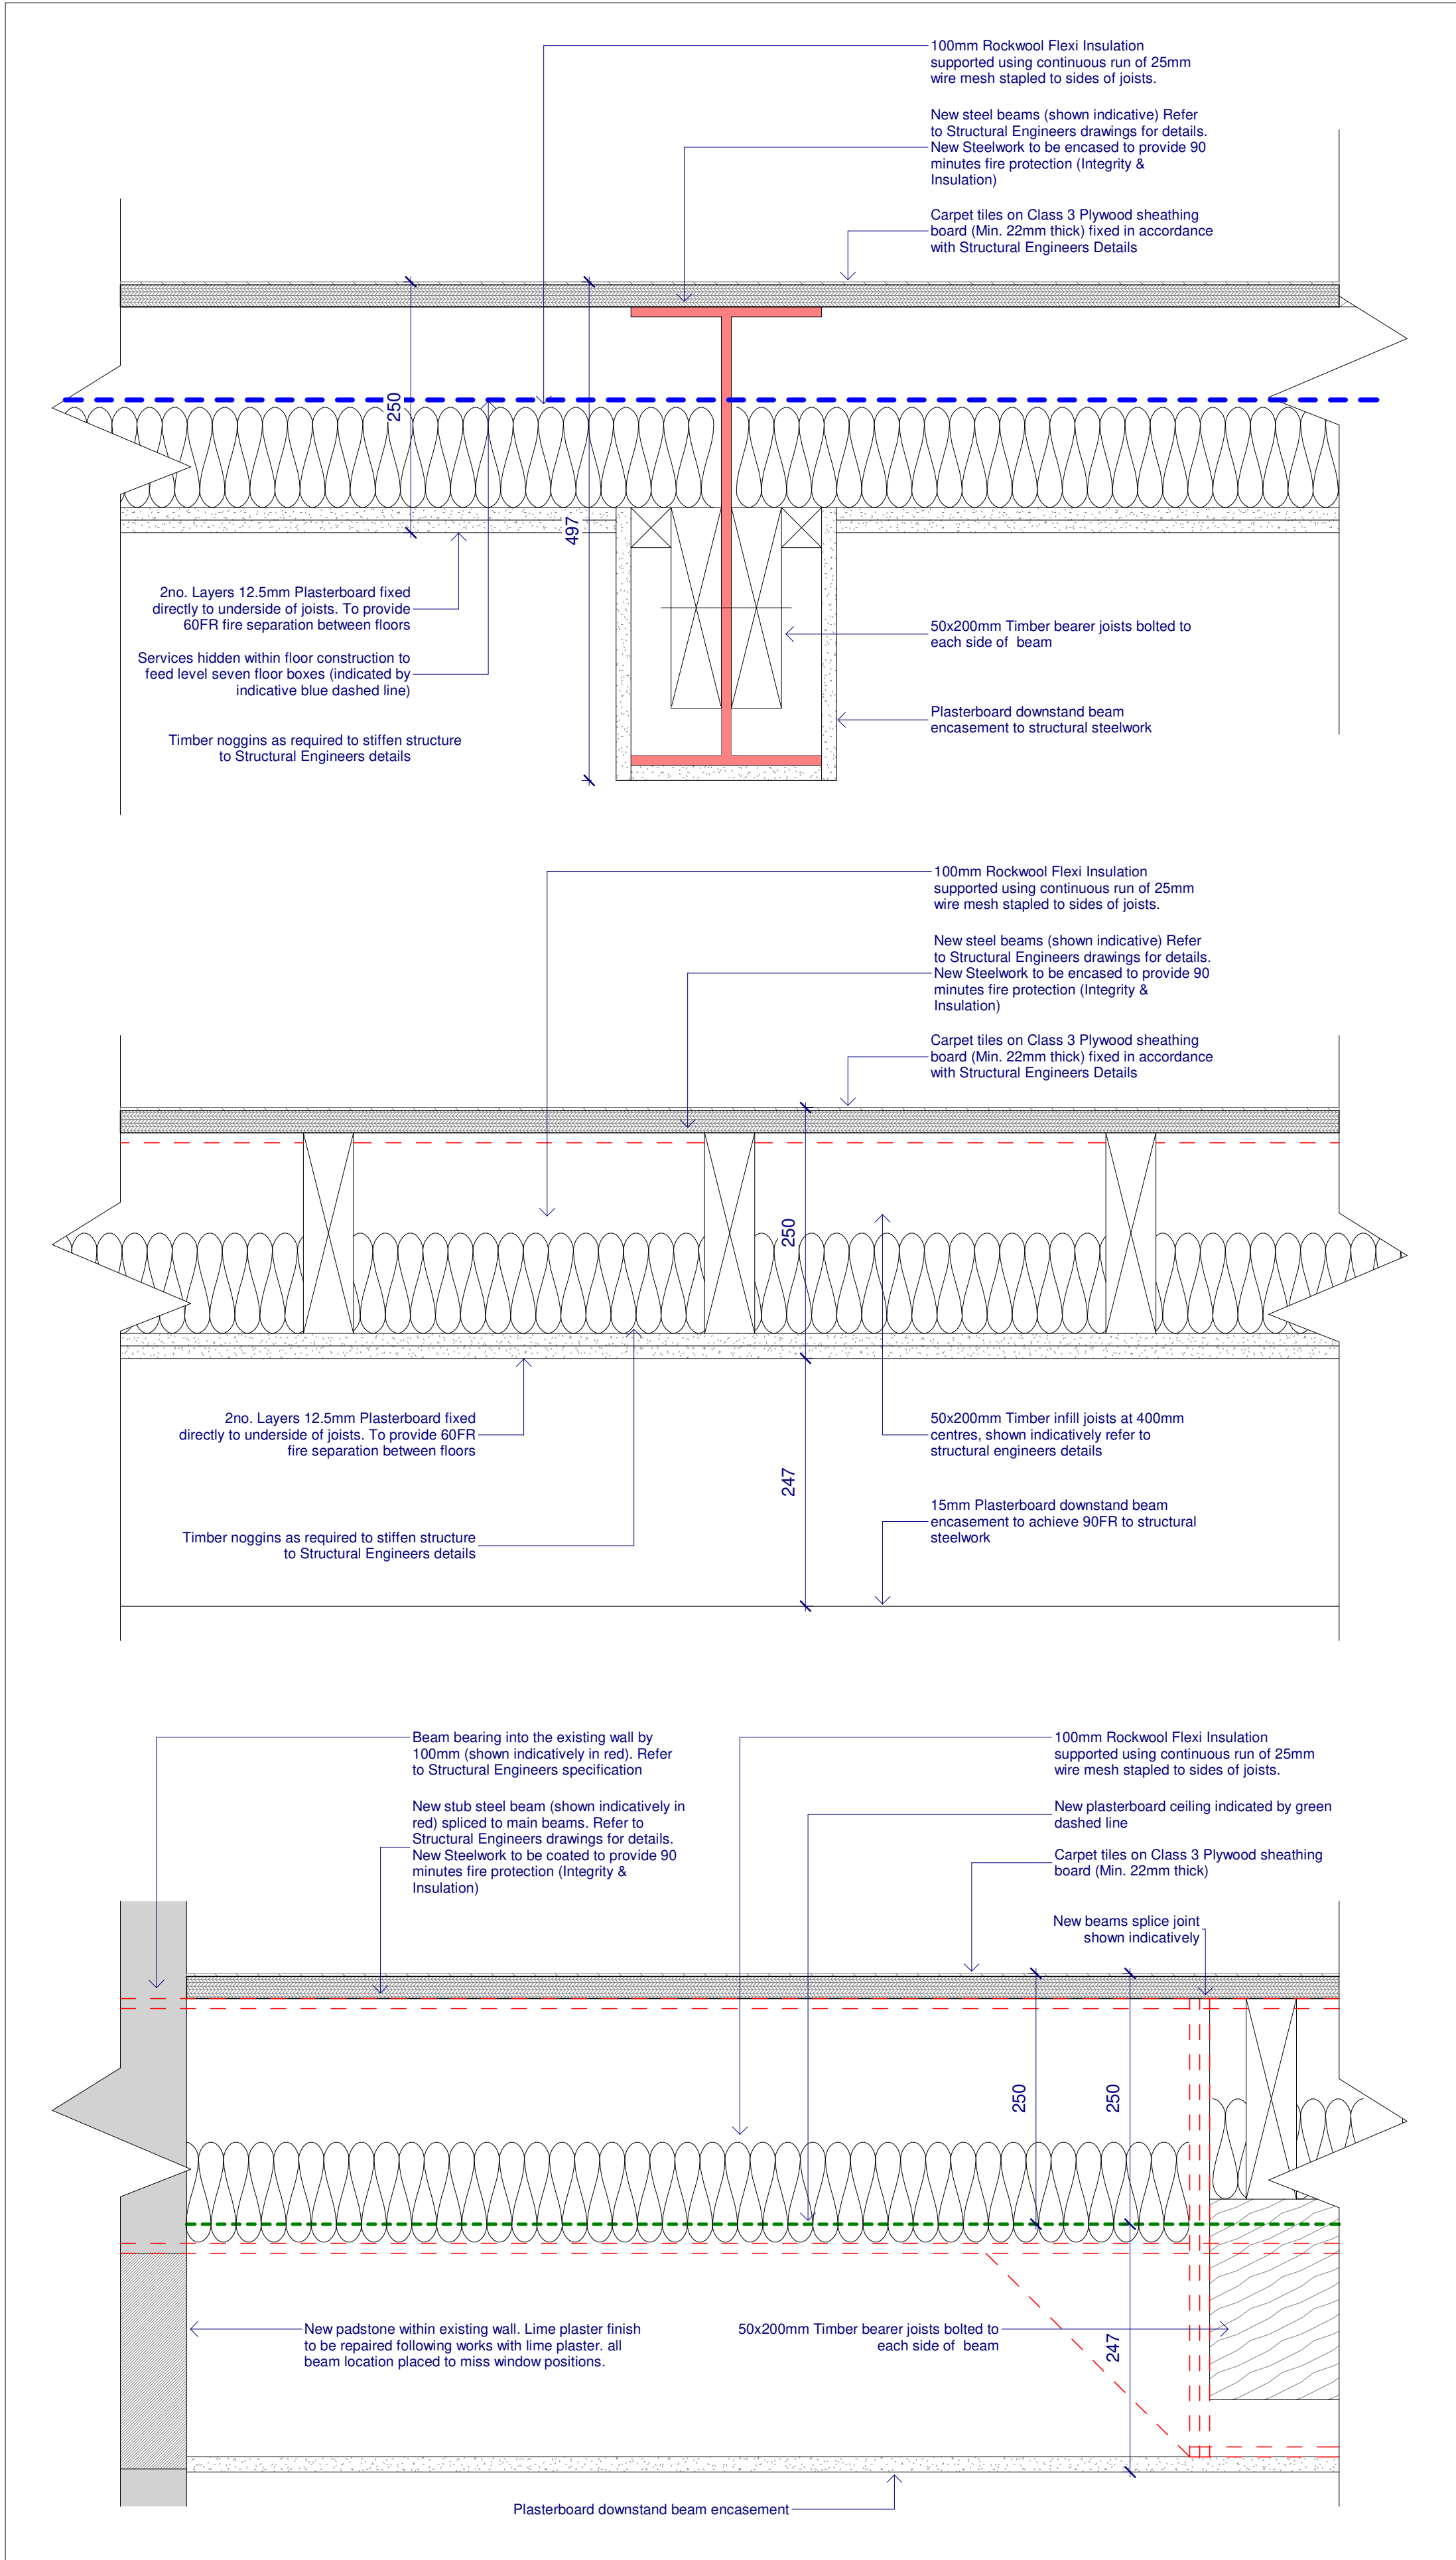 100mm Rockwool Flexi Insulation
supported using continuous run of 25mm
wire mesh stapled to sides of joists.
New steel beams (shown indicative) Refer
to Structural Engineers drawings for details.
New Steelwork to be encased to provide 90
minutes fire protection (Integrity &
Insulation)
Carpet tiles on Class 3 Plywood sheathing
board (Min. 22mm thick) fixed in accordance
with Structural Engineers Details
250
497
2no. Layers 12.5mm Plasterboard fixed
directly to underside of joists. To provide
60FR fire separation between floors
Services hidden within floor construction to
feed level seven floor boxes (indicated by
indicative blue dashed line)
Timber noggins as required to stiffen structure
to Structural Engineers details
50x200mm Timber bearer joists bolted to
each side of beam
Plasterboard downstand beam
encasement to structural steelwork
100mm Rockwool Flexi Insulation
supported using continuous run of 25mm
wire mesh stapled to sides of joists.
New steel beams (shown indicative) Refer
to Structural Engineers drawings for details.
New Steelwork to be encased to provide 90
minutes fire protection (Integrity &
Insulation)
Carpet tiles on Class 3 Plywood sheathing
board (Min. 22mm thick) fixed in accordance
with Structural Engineers Details
250
2no. Layers 12.5mm Plasterboard fixed
directly to underside of joists. To provide 60FR
fire separation between floors
Timber noggins as required to stiffen structure
to Structural Engineers details
247
50x200mm Timber infill joists at 400mm
centres, shown indicatively refer to
structural engineers details
15mm Plasterboard downstand beam
encasement to achieve 90FR to structural
steelwork
Beam bearing into the existing wall by
100mm (shown indicatively in red). Refer
to Structural Engineers specification
New stub steel beam (shown indicatively in
red) spliced to main beams. Refer to
Structural Engineers drawings for details.
New Steelwork to be coated to provide 90
minutes fire protection (Integrity &
Insulation)
100mm Rockwool Flexi Insulation
supported using continuous run of 25mm
wire mesh stapled to sides of joists.
New plasterboard ceiling indicated by green
dashed line
Carpet tiles on Class 3 Plywood sheathing
board (Min. 22mm thick)
New beams splice joint
shown indicatively
250
250
New padstone within existing wall. Lime plaster finish
to be repaired following works with lime plaster. all
beam location placed to miss window positions.
50x200mm Timber bearer joists bolted to
each side of beam
247
Plasterboard downstand beam encasement